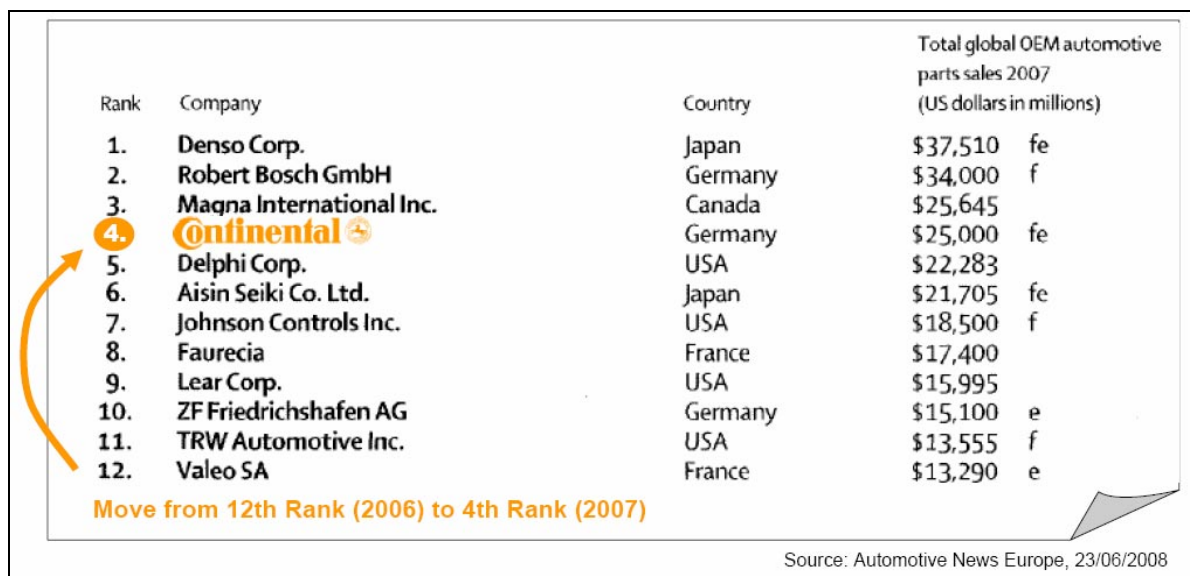 Total global OEM automotive
parts sales 2007
Rank Company Country (US dollars in millions)
1. Denso Corp. Japan $37,510 fe
2. Robert Bosch GmbH Germany $34,000 f
3. Magna International Inc. Canada $25,645
4. Continental Germany $25,000 fe
5. Delphi Corp. USA $22,283
6. Aisin Seiki Co. Ltd. Japan $21,705 fe
7. Johnson Controls Inc. USA $18,500 f
8. Faurecia France $17,400
9. Lear Corp. USA $15,995
10. ZF Friedrichshafen AG Germany $15,100 e
11. TRW Automotive Inc. USA $13,555 f
12. Valeo SA France $13,290 e
Move from 12th Rank (2006) to 4th Rank (2007)
Source: Automotive News Europe, 23/06/2008